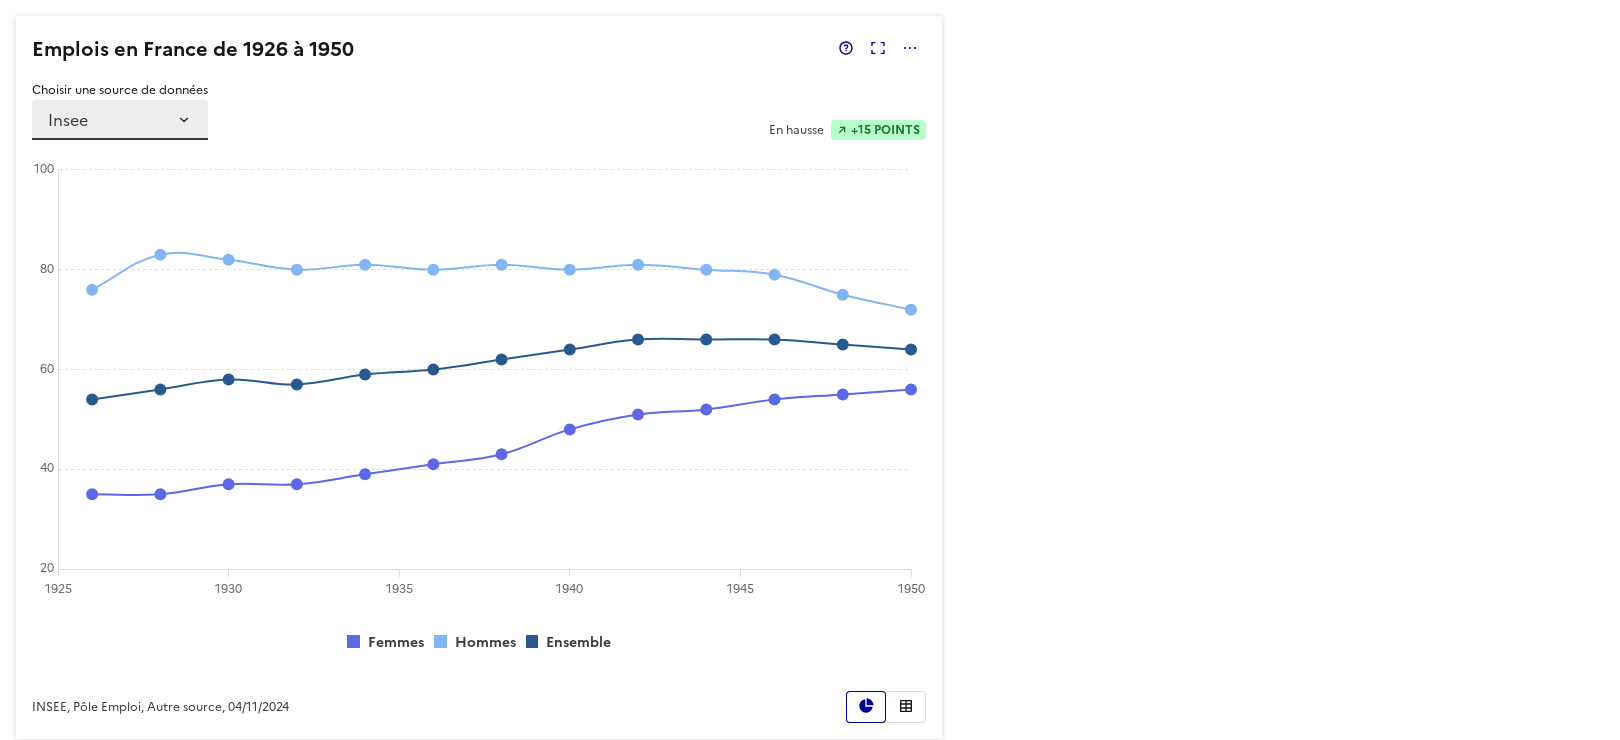 Emplois en France de 1926 à 1950
Choisir une source de données
Insee
En hausse +15 POINTS
100
80
60
40
20
1925 1930 1935 1940 1945 1950
Femmes Hommes Ensemble
INSEE, Pôle Emploi, Autre source, 04/11/2024